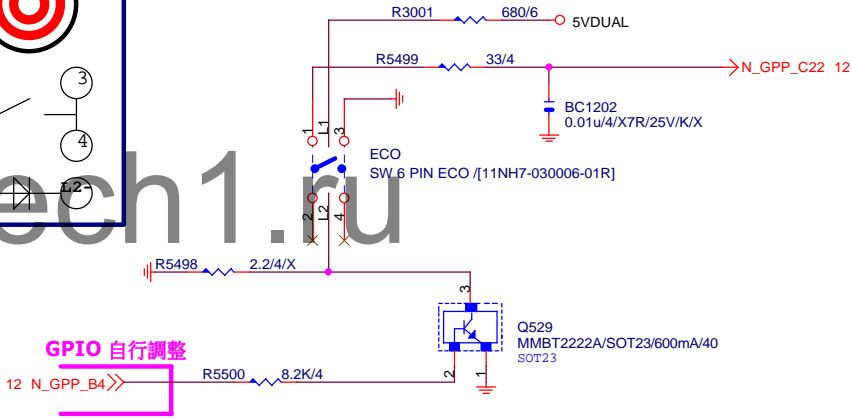 R3001 680/6 5VDUAL
R5499 33/4 N_GPP_C22 12
3
BC1202
0.01u/4/X7R/25V/K/X
1 L1 3
4
ECO
SW 6 PIN ECO /[11NH7-030006-01R]
L2-
ech1.ru
2 L2 4
R5498 2.2/4/X
3
Q529
MMBT2222A/SOT23/600mA/40
SOT23
GPIO 自行調整
12 N_GPP_B4 R5500 8.2K/4
2 1